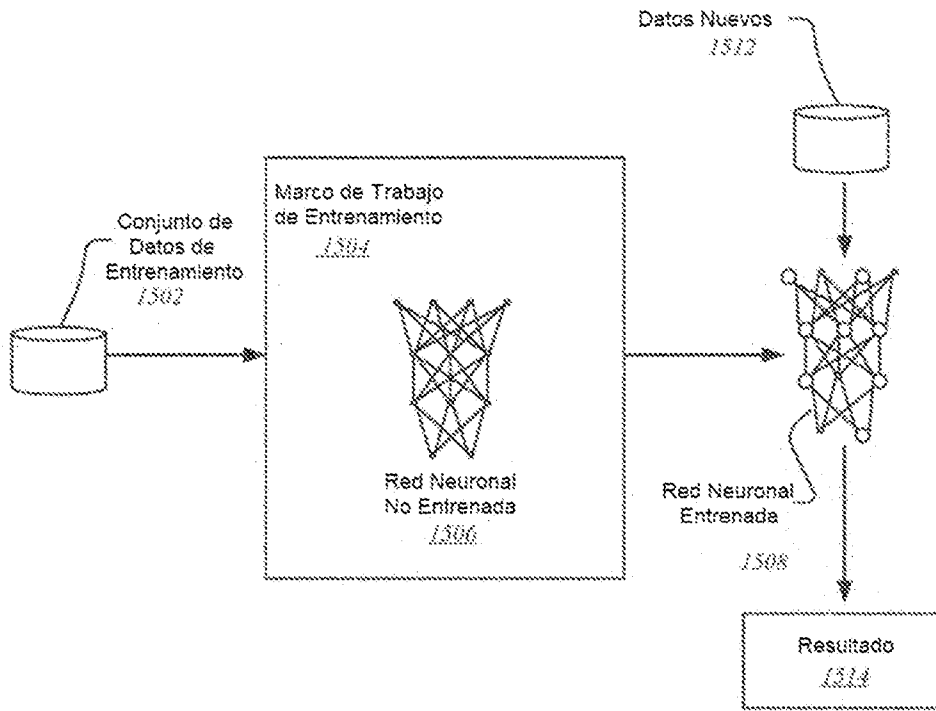 Datos Nuevos
1512
Marco de Trabajo
de Entrenamiento
1504
Conjunto de
Datos de
Entrenamiento
1502
Red Neuronal
No Entrenada
1506
Red Neuronal
Entrenada
1508
Resultado
1514